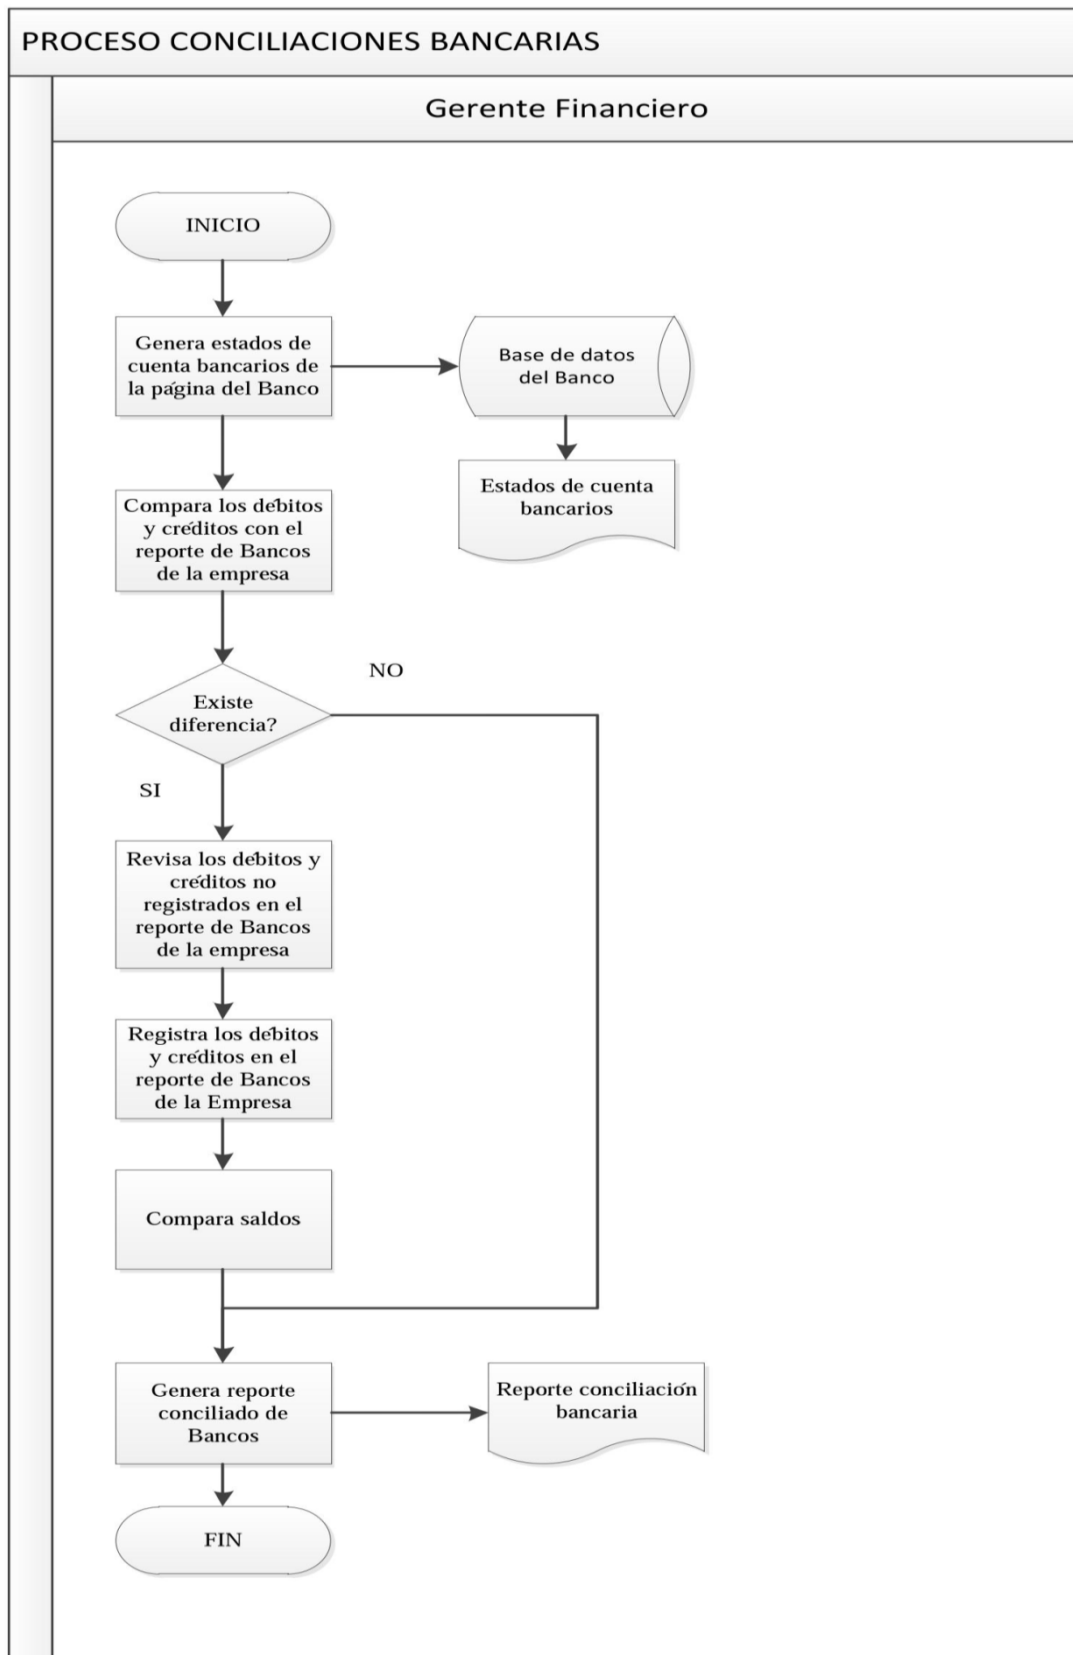 PROCESO CONCILIACIONES BANCARIAS
Gerente Financiero
INICIO
Genera estados de
cuenta bancarios de
la página del Banco
Base de datos
del Banco
Estados de cuenta
bancarios
Compara los débitos
y créditos con el
reporte de Bancos
de la empresa
Existe
diferencia?
NO
SI
Revisa los débitos y
créditos no
registrados en el
reporte de Bancos
de la empresa
Registra los débitos
y créditos en el
reporte de Bancos
de la Empresa
Compara saldos
Genera reporte
conciliado de
Bancos
Reporte conciliación
bancaria
FIN